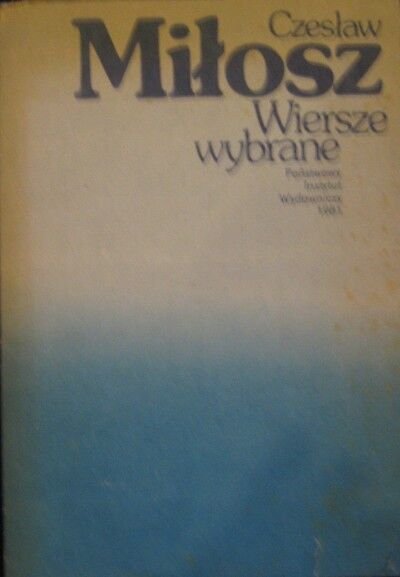 Czesław
Miłosz
Wiersze
wybrane
Państwowy
Instytut
Wydawniczy
1981